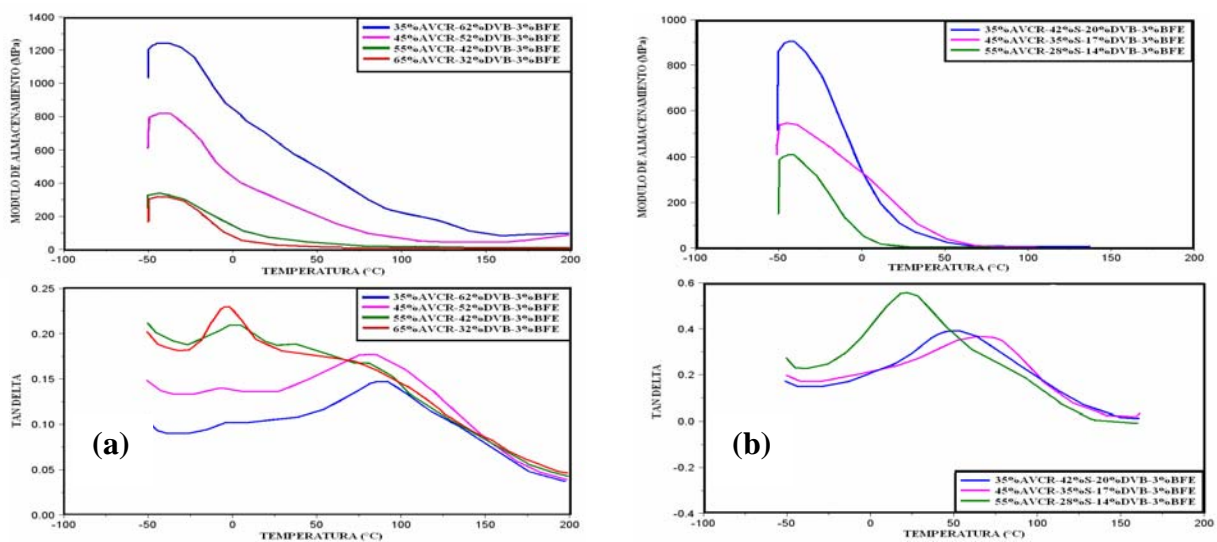 1400
1200
1000
800
600
400
200
0
MODULO DE ALMACENAMIENTO (MPa)
35%AVCR-62%DVB-3%BFE
45%AVCR-52%DVB-3%BFE
55%AVCR-42%DVB-3%BFE
65%AVCR-32%DVB-3%BFE
-100 -50 0 50 100 150 200
TEMPERATURA (°C)
0.25
0.20
0.15
0.10
0.05
0.00
TAN DELTA
35%AVCR-62%DVB-3%BFE
45%AVCR-52%DVB-3%BFE
55%AVCR-42%DVB-3%BFE
65%AVCR-32%DVB-3%BFE
(a)
-100 -50 0 50 100 150 200
TEMPERATURA (°C)
1000
800
600
400
200
0
MODULO DE ALMACENAMIENTO (MPa)
35%AVCR-42%S-20%DVB-3%BFE
45%AVCR-35%S-17%DVB-3%BFE
55%AVCR-28%S-14%DVB-3%BFE
-100 -50 0 50 100 150 200
TEMPERATURA (°C)
0.6
0.4
0.2
0.0
-0.2
-0.4
TAN DELTA
(b)
35%AVCR-42%S-20%DVB-3%BFE
45%AVCR-35%S-17%DVB-3%BFE
55%AVCR-28%S-14%DVB-3%BFE
-100 -50 0 50 100 150 200
TEMPERATURA (°C)